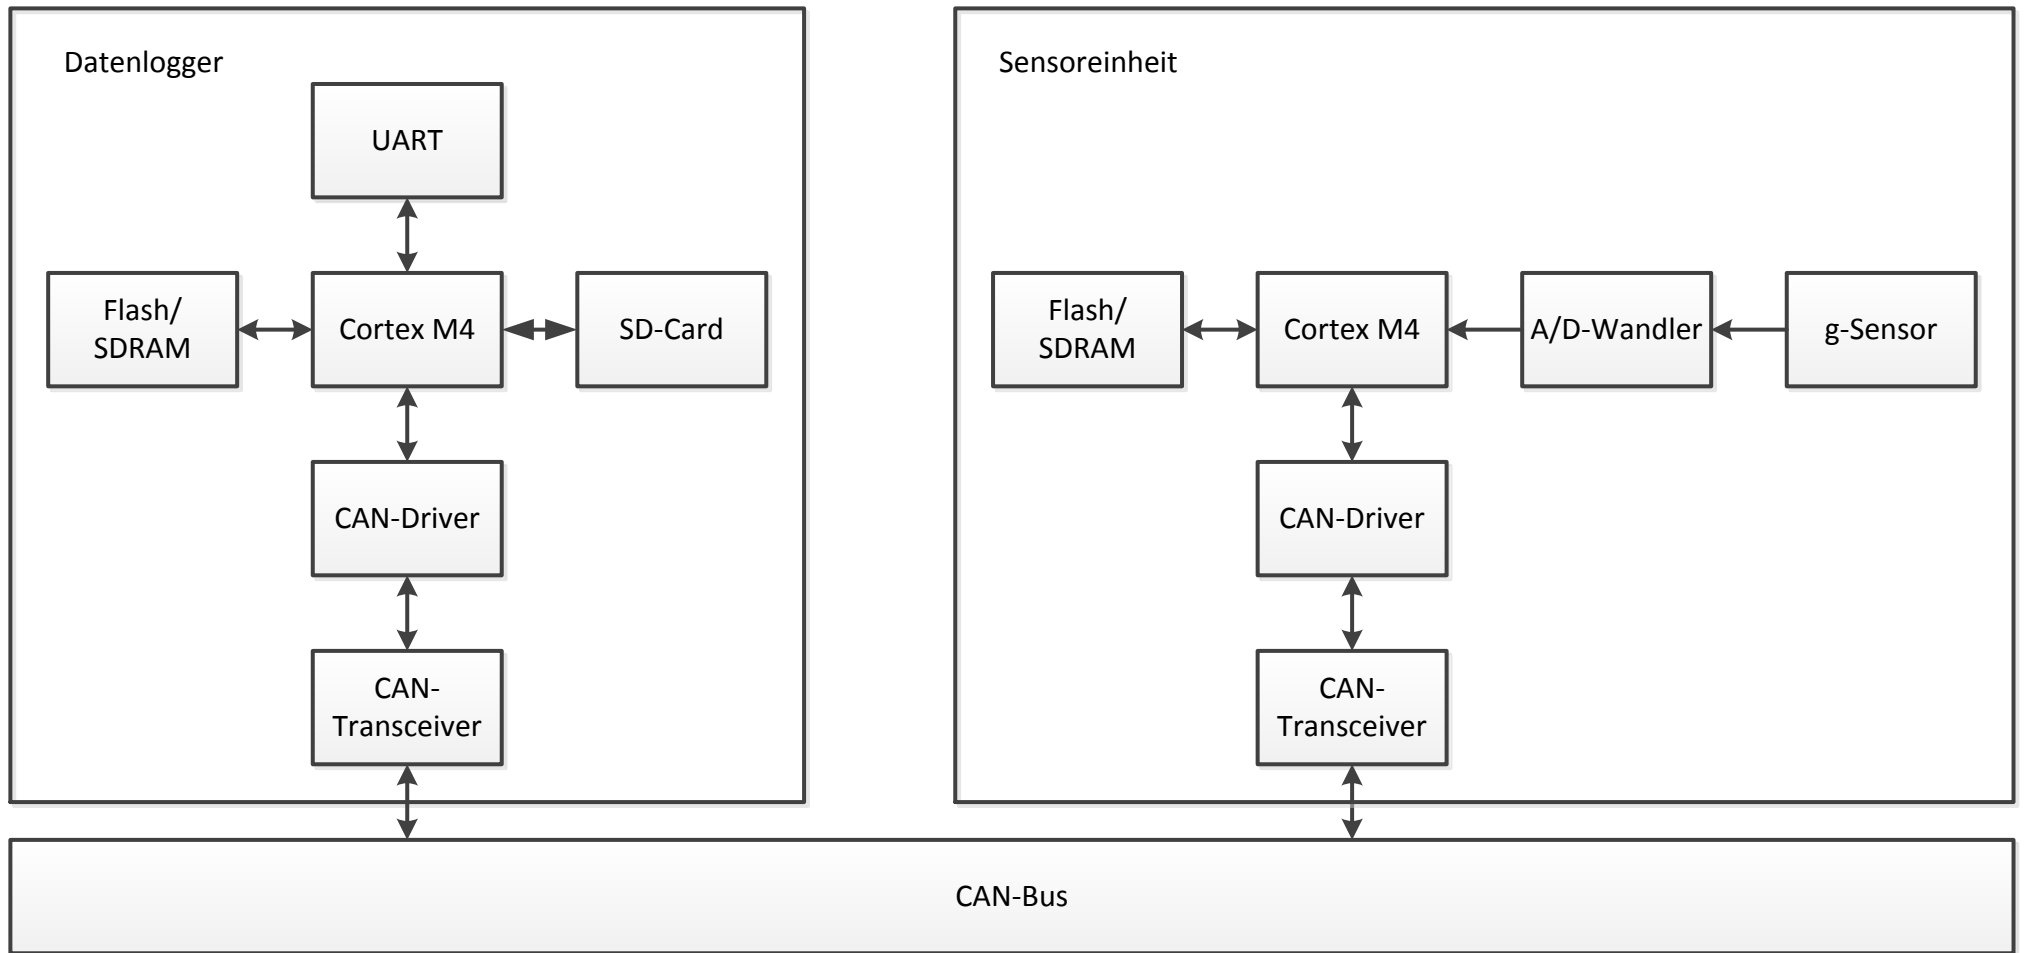 Datenlogger
UART
Flash/
SDRAM
Cortex M4
SD-Card
CAN-Driver
CAN-
Transceiver
Sensoreinheit
Flash/
SDRAM
Cortex M4
A/D-Wandler
g-Sensor
CAN-Driver
CAN-
Transceiver
CAN-Bus